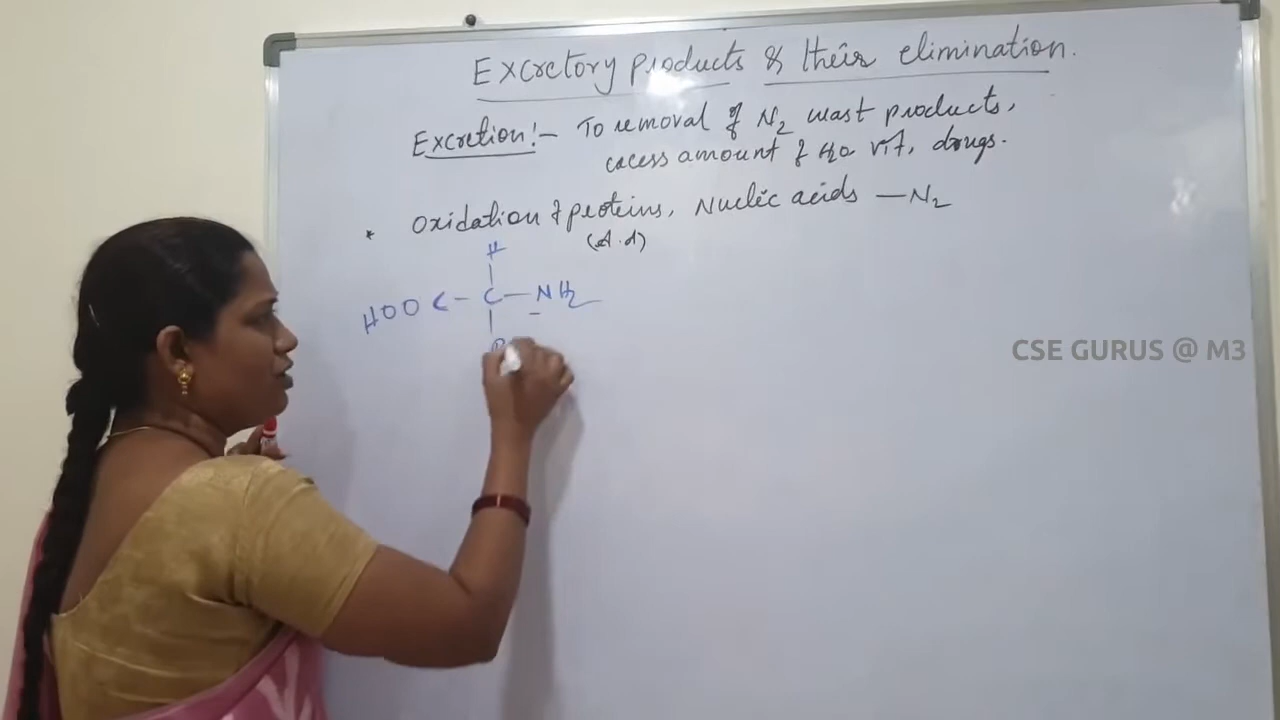 Excretory products & their elimination.
Excretion:- To removal of N2 wast products,
excess amount of H2O vit, drugs.
* Oxidation of proteins, Nucleic acids — N2
(A.A)
H
HOOC - C - NH2
R
CSE GURUS @ M3